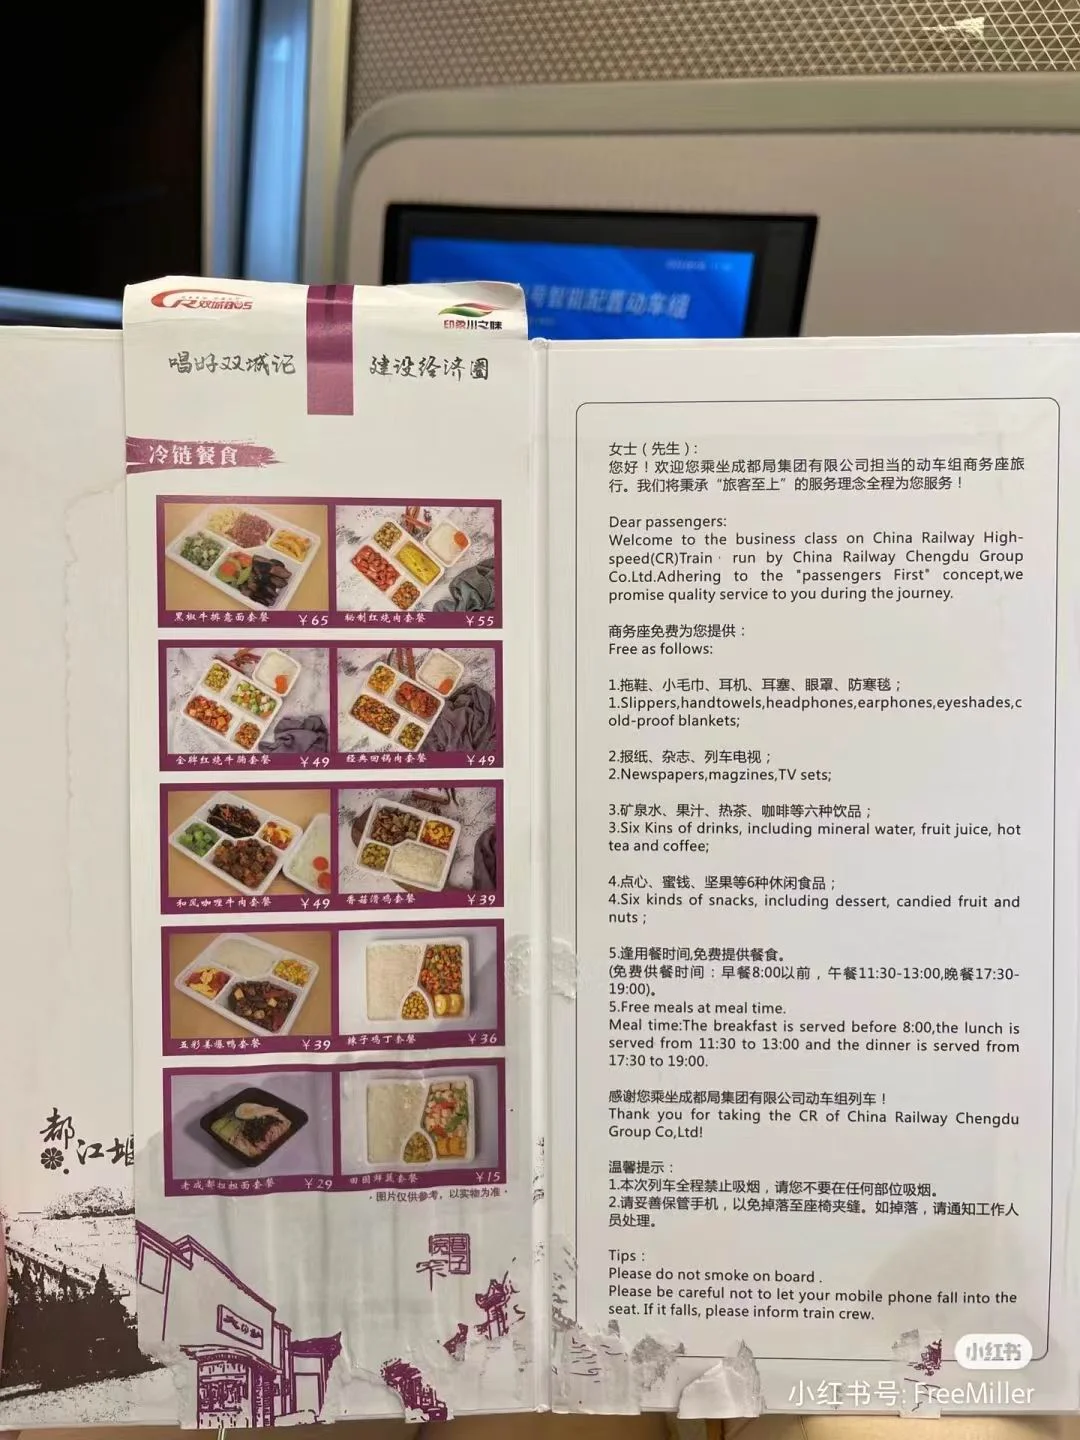 双城BUS
印象川之味
唱好双城记
建设经济圈
冷链餐食
黑椒牛排意面套餐 ￥65
秘制红烧肉套餐 ￥55
金牌红烧牛腩套餐 ￥49
经典回锅肉套餐 ￥49
和风咖喱牛肉套餐 ￥49
香菇滑鸡套餐 ￥39
五彩姜爆鸭套餐 ￥39
辣子鸡丁套餐 ￥36
老成都担担面套餐 ￥29
田园鲜蔬套餐 ￥15
·图片仅供参考，以实物为准·
都江堰
号智能配置动车组
女士（先生）：
您好！欢迎您乘坐成都局集团有限公司担当的动车组商务座旅
行。我们将秉承“旅客至上”的服务理念全程为您服务！
Dear passengers:
Welcome to the business class on China Railway High-
speed(CR)Train · run by China Railway Chengdu Group
Co.Ltd.Adhering to the "passengers First" concept,we
promise quality service to you during the journey.
商务座免费为您提供：
Free as follows:
1.拖鞋、小毛巾、耳机、耳塞、眼罩、防寒毯；
1.Slippers,handtowels,headphones,earphones,eyeshades,c
old-proof blankets;
2.报纸、杂志、列车电视；
2.Newspapers,magzines,TV sets;
3.矿泉水、果汁、热茶、咖啡等六种饮品；
3.Six Kins of drinks, including mineral water, fruit juice, hot
tea and coffee;
4.点心、蜜饯、坚果等6种休闲食品；
4.Six kinds of snacks, including dessert, candied fruit and
nuts ;
5.逢用餐时间,免费提供餐食。
(免费供餐时间：早餐8:00以前，午餐11:30-13:00,晚餐17:30-
19:00)。
5.Free meals at meal time.
Meal time:The breakfast is served before 8:00,the lunch is
served from 11:30 to 13:00 and the dinner is served from
17:30 to 19:00.
感谢您乘坐成都局集团有限公司动车组列车！
Thank you for taking the CR of China Railway Chengdu
Group Co,Ltd!
温馨提示：
1.本次列车全程禁止吸烟，请您不要在任何部位吸烟。
2.请妥善保管手机，以免掉落至座椅夹缝。如掉落，请通知工作人
员处理。
Tips :
Please do not smoke on board .
Please be careful not to let your mobile phone fall into the
seat. If it falls, please inform train crew.
小红书
小红书号: FreeMiller